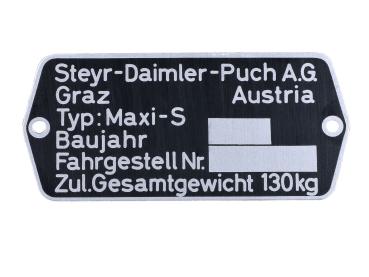 Steyr-Daimler-Puch A.G.
Graz Austria
Typ: Maxi-S
Baujahr
Fahrgestell Nr.
Zul. Gesamtgewicht 130kg